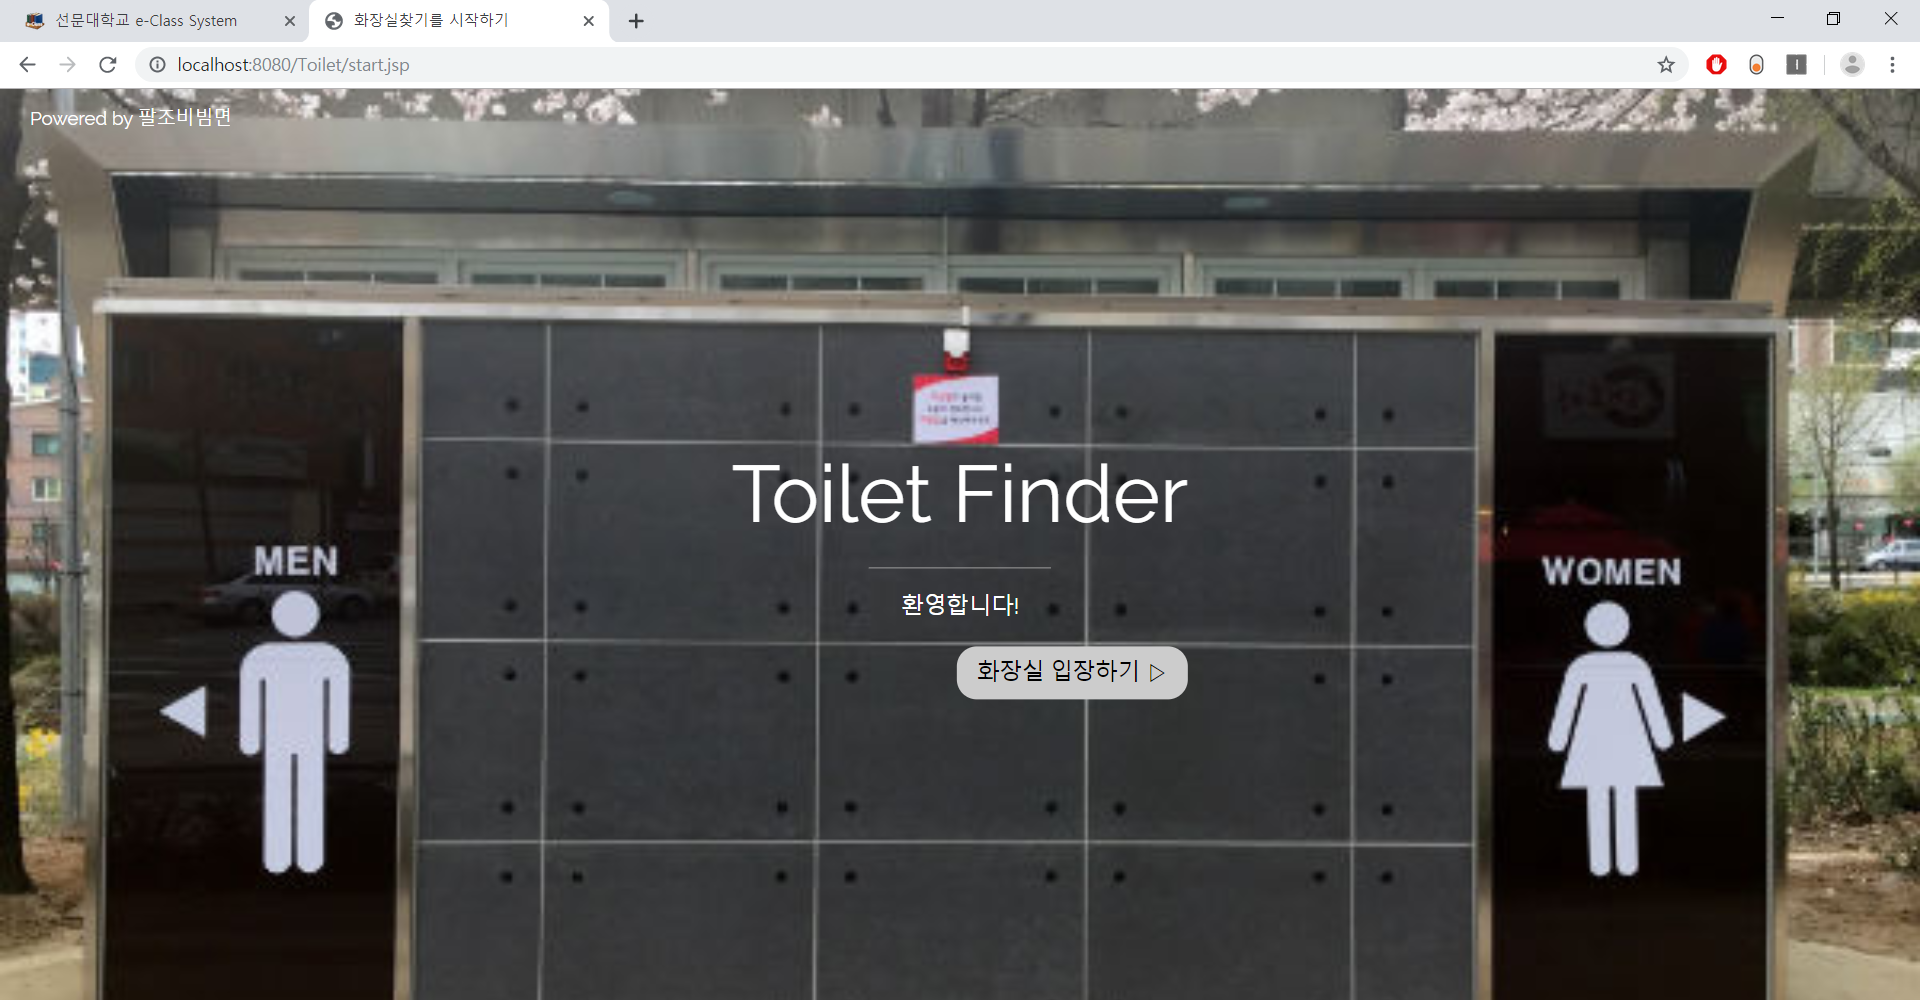 선문대학교 e-Class System
화장실찾기를 시작하기
localhost:8080/Toilet/start.jsp
Powered by 팔조비빔면
Toilet Finder
MEN
WOMEN
환영합니다!
화장실 입장하기 ▷